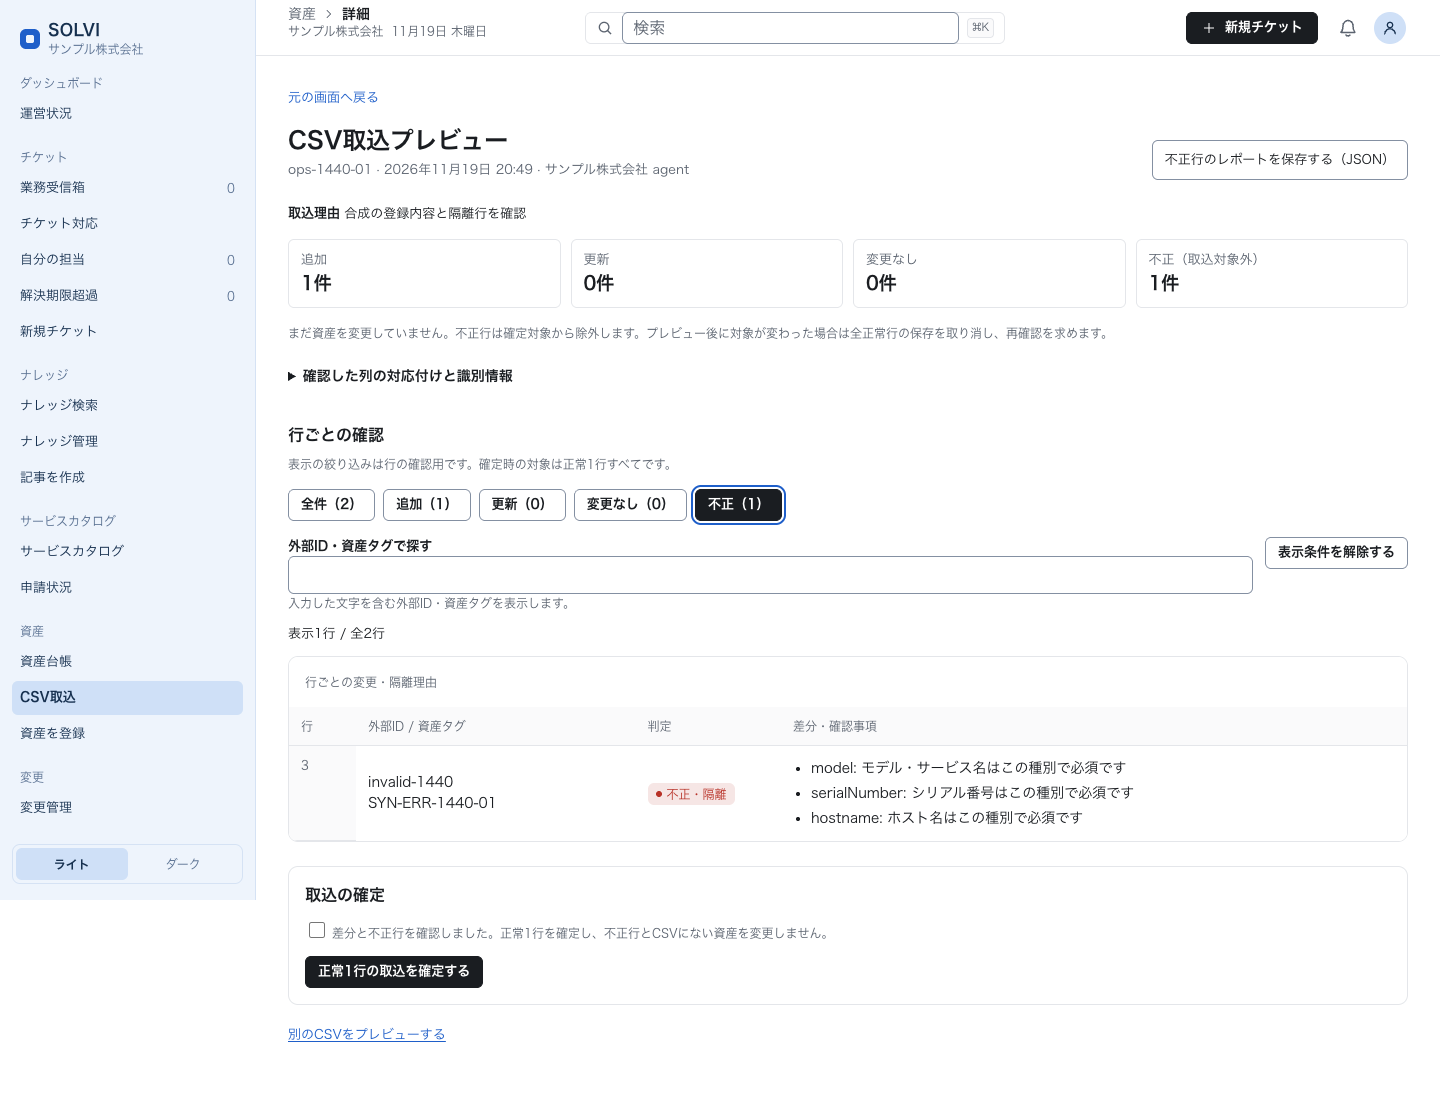 SOLVI
サンプル株式会社
ダッシュボード
運営状況
チケット
業務受信箱 0
チケット対応
自分の担当 0
解決期限超過 0
新規チケット
ナレッジ
ナレッジ検索
ナレッジ管理
記事を作成
サービスカタログ
サービスカタログ
申請状況
資産
資産台帳
CSV取込
資産を登録
変更
変更管理
ライト ダーク
資産 > 詳細
サンプル株式会社 11月19日 木曜日
検索 ⌘K
+ 新規チケット
元の画面へ戻る
CSV取込プレビュー
ops-1440-01 · 2026年11月19日 20:49 · サンプル株式会社 agent
不正行のレポートを保存する（JSON）
取込理由 合成の登録内容と隔離行を確認
追加
1件
更新
0件
変更なし
0件
不正（取込対象外）
1件
まだ資産を変更していません。不正行は確定対象から除外します。プレビュー後に対象が変わった場合は全正常行の保存を取り消し、再確認を求めます。
▶ 確認した列の対応付けと識別情報
行ごとの確認
表示の絞り込みは行の確認用です。確定時の対象は正常1行すべてです。
全件（2） 追加（1） 更新（0） 変更なし（0） 不正（1）
外部ID・資産タグで探す
表示条件を解除する
入力した文字を含む外部ID・資産タグを表示します。
表示1行 / 全2行
行ごとの変更・隔離理由
行 外部ID / 資産タグ 判定 差分・確認事項
3
invalid-1440
SYN-ERR-1440-01
不正・隔離
• model: モデル・サービス名はこの種別で必須です
• serialNumber: シリアル番号はこの種別で必須です
• hostname: ホスト名はこの種別で必須です
取込の確定
差分と不正行を確認しました。正常1行を確定し、不正行とCSVにない資産を変更しません。
正常1行の取込を確定する
別のCSVをプレビューする